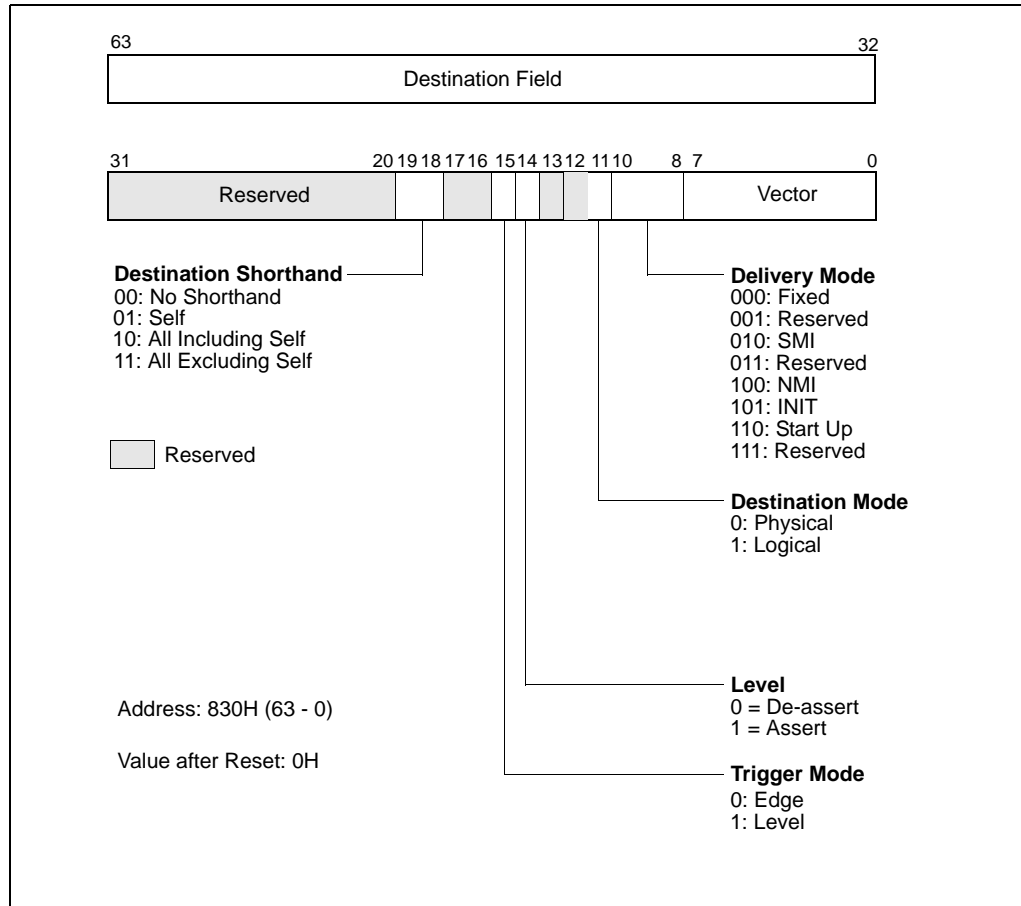 63 32
Destination Field
31 20 19 18 17 16 15 14 13 12 11 10 8 7 0
Reserved Vector
Destination Shorthand
00: No Shorthand
01: Self
10: All Including Self
11: All Excluding Self
Reserved
Delivery Mode
000: Fixed
001: Reserved
010: SMI
011: Reserved
100: NMI
101: INIT
110: Start Up
111: Reserved
Destination Mode
0: Physical
1: Logical
Level
0 = De-assert
1 = Assert
Address: 830H (63 - 0)
Value after Reset: 0H
Trigger Mode
0: Edge
1: Level